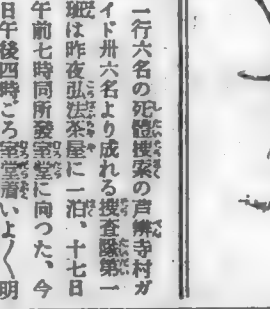 一行六名の死體捜索の芦峅寺村ガ
イド卅六名より成れる捜査隊第一
班は昨夜弘法茶屋に一泊、十七日
午前七時同所發室堂に向つた、今
日午後四時ごろ室堂着いよ〳〵明